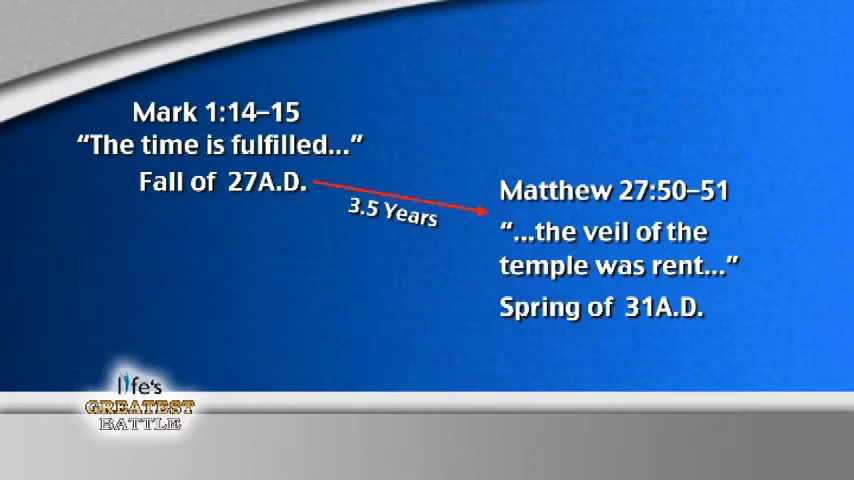 Mark 1:14–15
“The time is fulfilled...”
Fall of 27A.D.
3.5 Years
Matthew 27:50–51
“...the veil of the
temple was rent...”
Spring of 31A.D.
life's
GREATEST
BATTLE